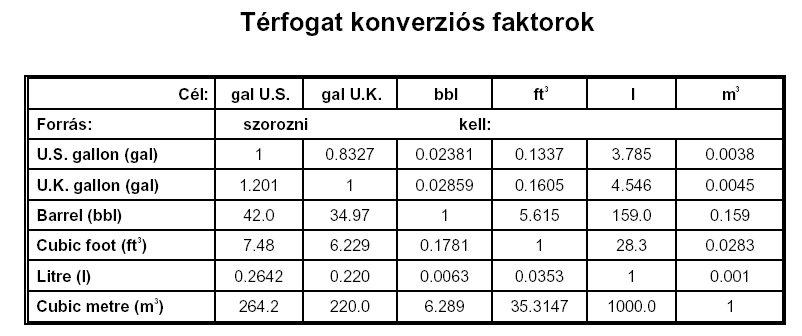 Térfogat konverziós faktorok
Cél: gal U.S. gal U.K. bbl ft³ l m³
Forrás: szorozni kell:
U.S. gallon (gal) 1 0.8327 0.02381 0.1337 3.785 0.0038
U.K. gallon (gal) 1.201 1 0.02859 0.1605 4.546 0.0045
Barrel (bbl) 42.0 34.97 1 5.615 159.0 0.159
Cubic foot (ft³) 7.48 6.229 0.1781 1 28.3 0.0283
Litre (l) 0.2642 0.220 0.0063 0.0353 1 0.001
Cubic metre (m³) 264.2 220.0 6.289 35.3147 1000.0 1